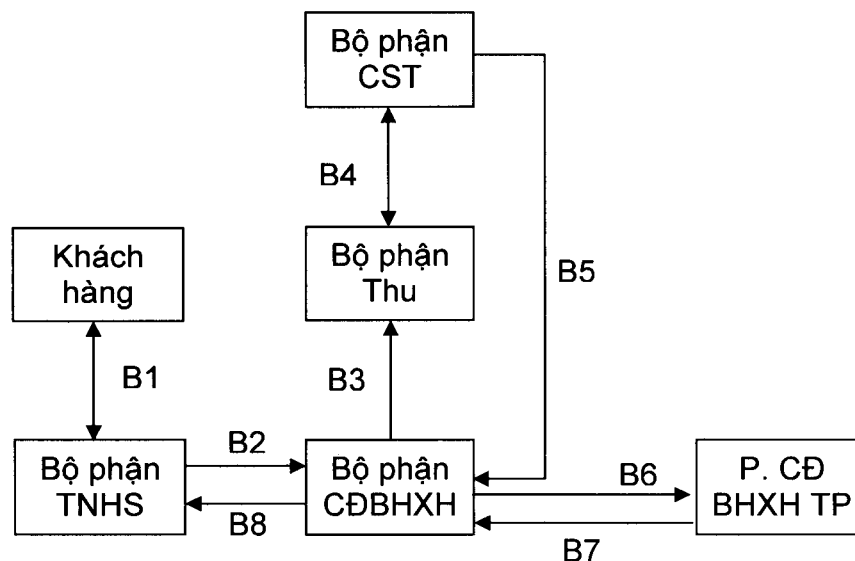 Bộ phận
CST
B4
Khách
hàng
Bộ phận
Thu
B5
B1
B3
Bộ phận
TNHS
B2
B8
Bộ phận
CĐBHXH
B6
B7
P. CĐ
BHXH TP